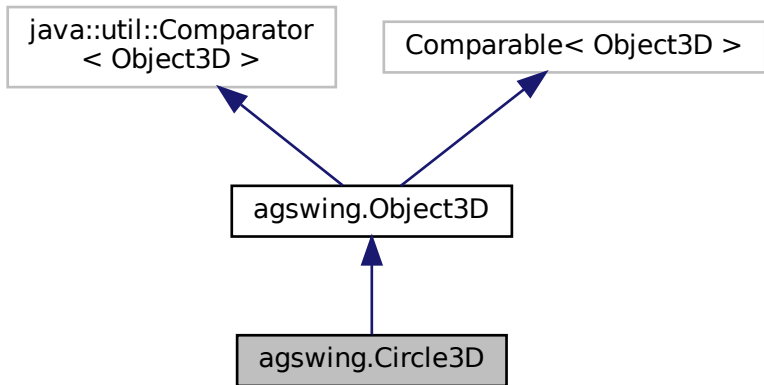 java::util::Comparator
< Object3D >
Comparable< Object3D >
agswing.Object3D
agswing.Circle3D